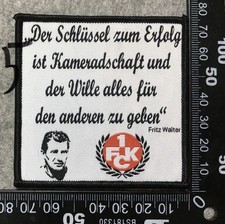 „Der Schlüssel zum Erfolg
ist Kameradschaft und
der Wille alles für
den anderen zu geben“
Fritz Walter
1
FCK